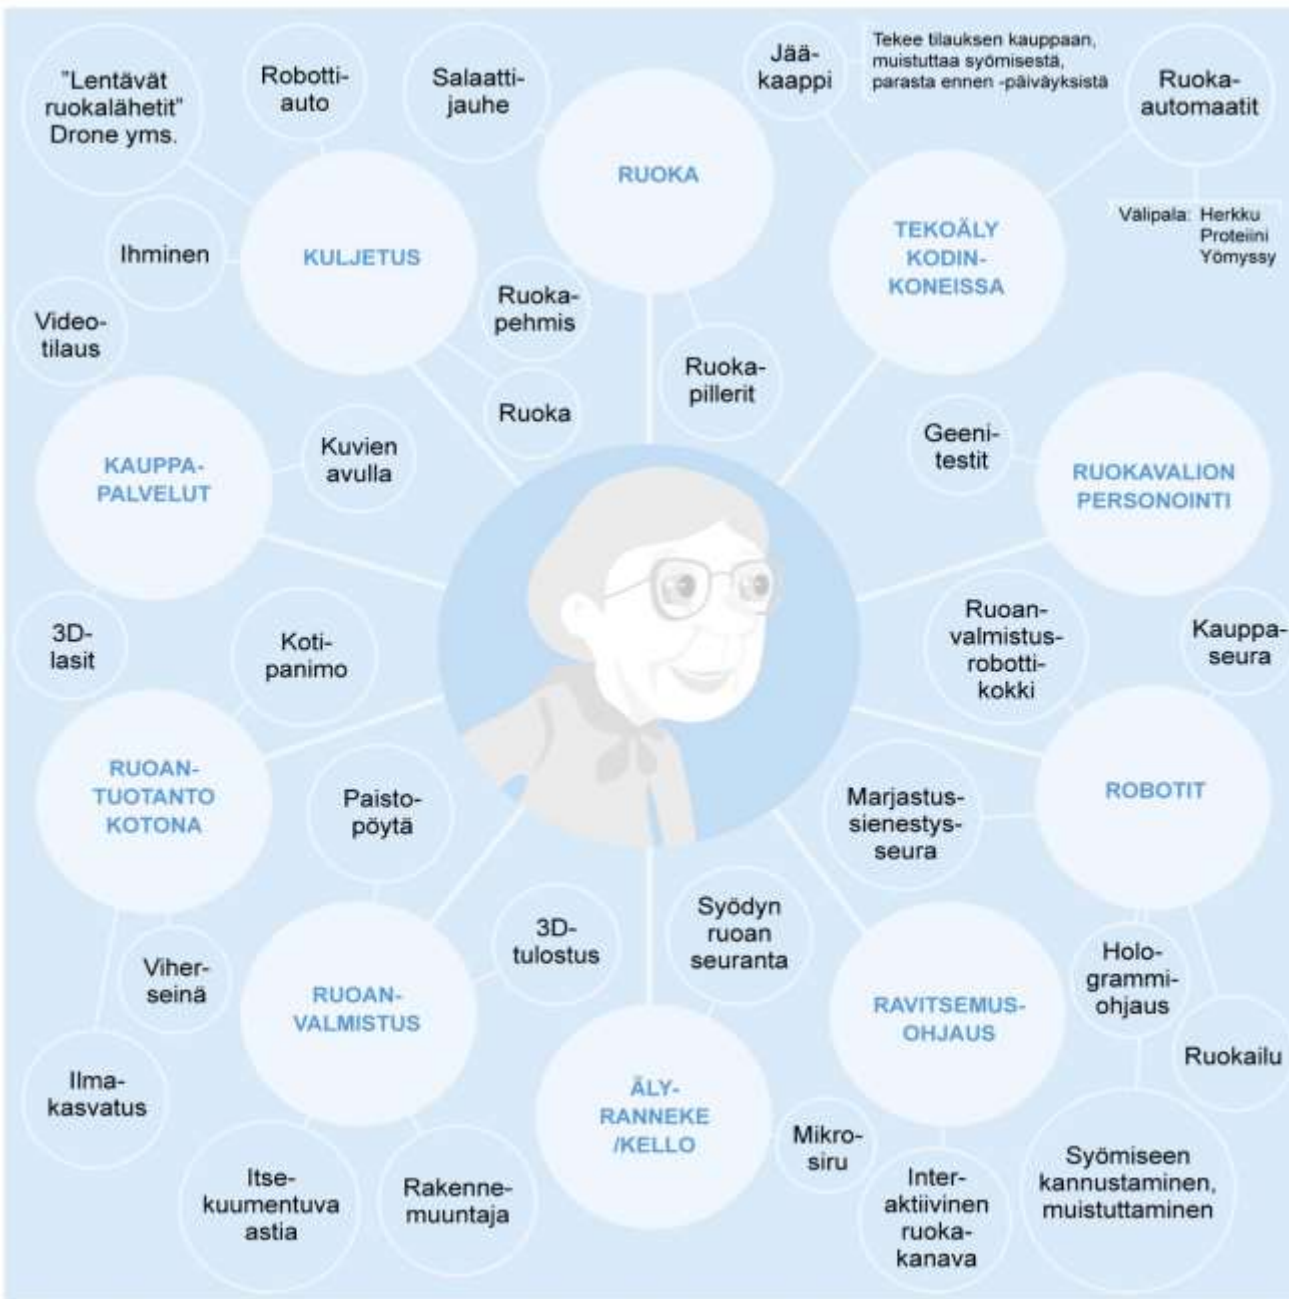 "Lentävät
ruokalähetit"
Drone yms.
Robotti-
auto
Salaatti-
jauhe
RUOKA
Jää-
kaappi
Tekee tilauksen kauppaan,
muistuttaa syömisestä,
parasta ennen -päiväyksistä
Ruoka-
automaatit
Välipala: Herkku
Proteiini
Yömyssy
Ihminen
KULJETUS
TEKOÄLY
KODIN-
KONEISSA
Ruoka-
pehmis
Video-
tilaus
Ruoka-
pillerit
Ruoka
Kuvien
avulla
KAUPPA-
PALVELUT
Geeni-
testit
RUOKAVALION
PERSONOINTI
3D-
lasit
Koti-
panimo
Ruoan-
valmistus-
robotti-
kokki
Kauppa-
seura
RUOAN-
TUOTANTO
KOTONA
Paisto-
pöytä
Marjastus-
sienestys-
seura
ROBOTIT
Viher-
seinä
3D-
tulostus
Syödyn
ruoan
seuranta
Holo-
grammi-
ohjaus
RUOAN-
VALMISTUS
RAVITSEMUS-
OHJAUS
Ruokailu
Ilma-
kasvatus
ÄLY-
RANNEKE
/KELLO
Mikro-
siru
Itse-
kuumentuva
astia
Rakenne-
muuntaja
Inter-
aktiivinen
ruoka-
kanava
Syömiseen
kannustaminen,
muistuttaminen